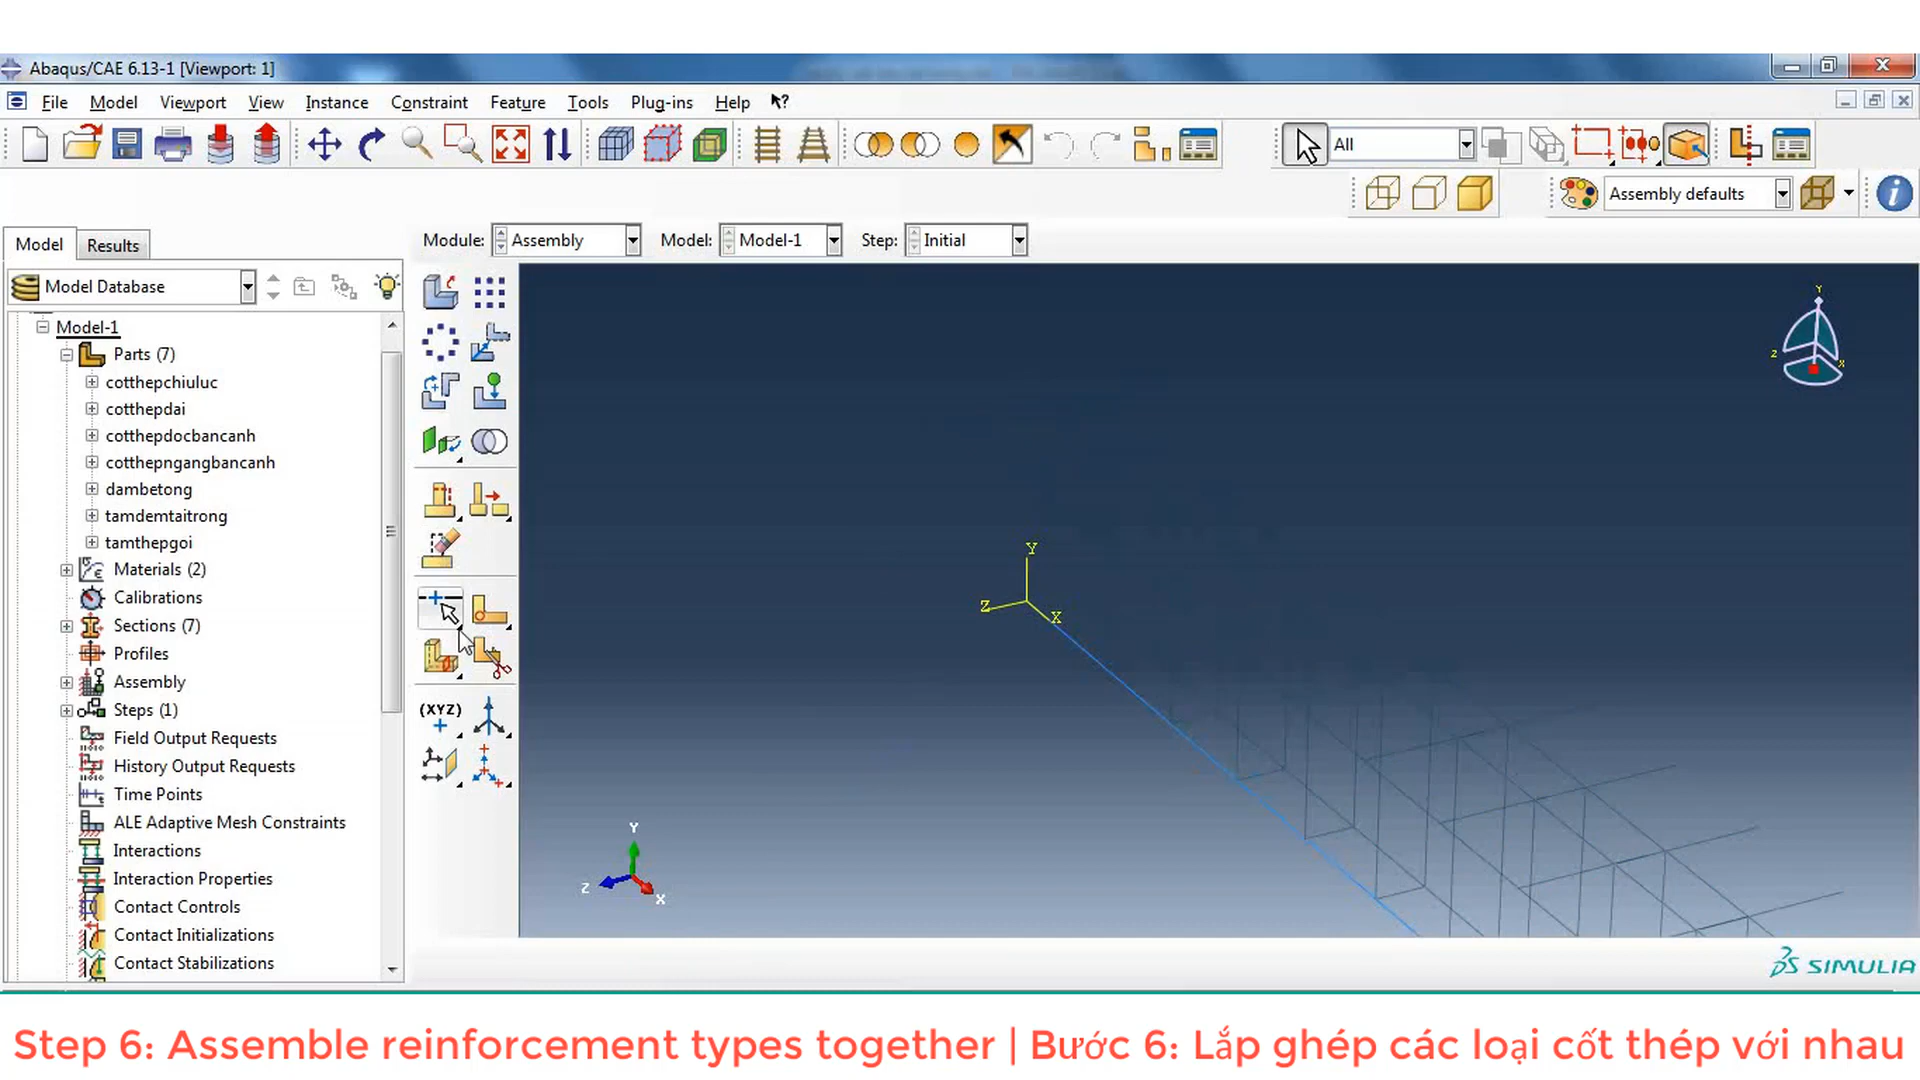 Abaqus/CAE 6.13-1 [Viewport: 1]
File Model Viewport View Instance Constraint Feature Tools Plug-ins Help
All
Assembly defaults
Model Results
Module: Assembly Model: Model-1 Step: Initial
Model Database
Model-1
Parts (7)
cotthepchiuluc
cotthepdai
cotthepdocbancanh
cotthepngangbancanh
dambetong
tamdemtaitrong
tamthepgoi
Materials (2)
Calibrations
Sections (7)
Profiles
Assembly
Steps (1)
Field Output Requests
History Output Requests
Time Points
ALE Adaptive Mesh Constraints
Interactions
Interaction Properties
Contact Controls
Contact Initializations
Contact Stabilizations
(XYZ)
Y
Z
X
Y
Z
X
Y
Z
X
SIMULIA
Step 6: Assemble reinforcement types together | Bước 6: Lắp ghép các loại cốt thép với nhau